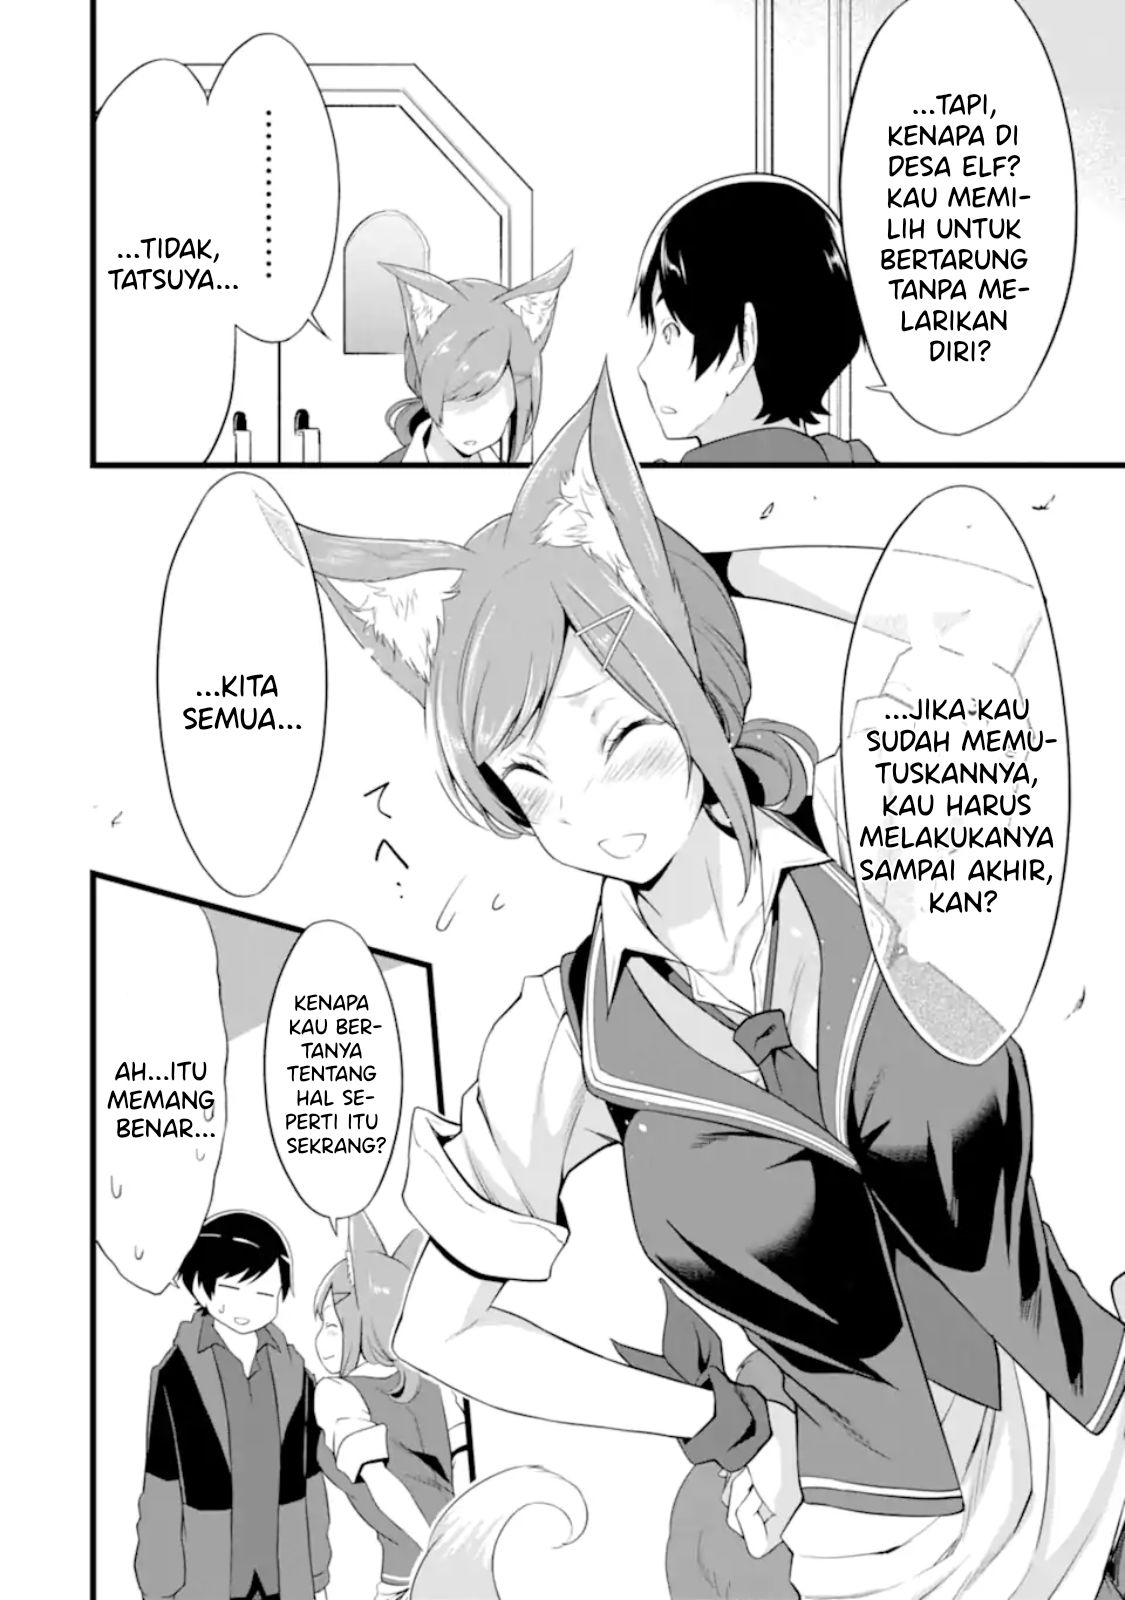 ...TAPI,
KENAPA DI
DESA ELF?
KAU MEMI-
LIH UNTUK
BERTARUNG
TANPA ME-
LARIKAN
DIRI?
..............
...TIDAK,
TATSUYA...
...JIKA KAU
SUDAH MEMU-
TUSKANNYA,
KAU HARUS
MELAKUKANYA
SAMPAI AKHIR,
KAN?
...KITA
SEMUA...
てへ…
KENAPA
KAU BER-
TANYA
TENTANG
HAL SE-
PERTI ITU
SEKRANG?
AH...ITU
MEMANG
BENAR...